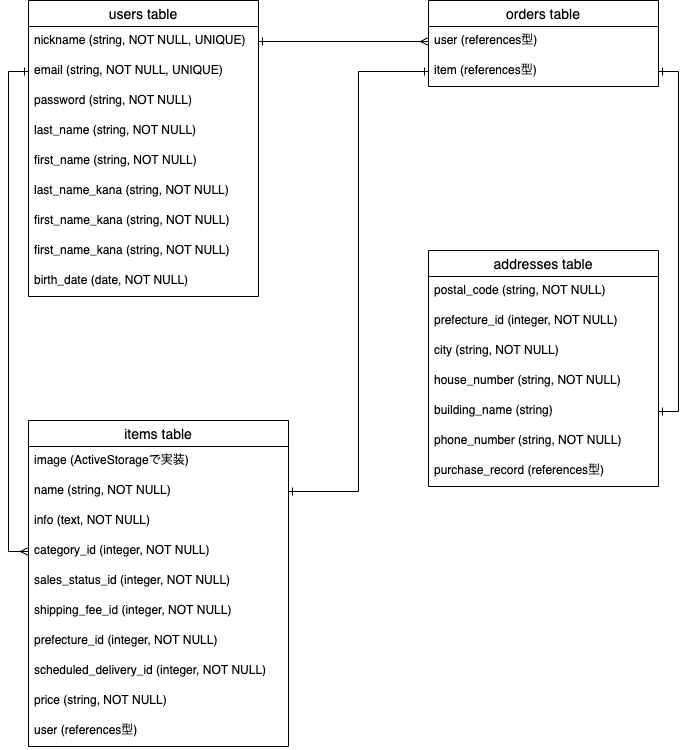 users table
nickname (string, NOT NULL, UNIQUE)
email (string, NOT NULL, UNIQUE)
password (string, NOT NULL)
last_name (string, NOT NULL)
first_name (string, NOT NULL)
last_name_kana (string, NOT NULL)
first_name_kana (string, NOT NULL)
first_name_kana (string, NOT NULL)
birth_date (date, NOT NULL)
orders table
user (references型)
item (references型)
addresses table
postal_code (string, NOT NULL)
prefecture_id (integer, NOT NULL)
city (string, NOT NULL)
house_number (string, NOT NULL)
building_name (string)
phone_number (string, NOT NULL)
purchase_record (references型)
items table
image (ActiveStorageで実装)
name (string, NOT NULL)
info (text, NOT NULL)
category_id (integer, NOT NULL)
sales_status_id (integer, NOT NULL)
shipping_fee_id (integer, NOT NULL)
prefecture_id (integer, NOT NULL)
scheduled_delivery_id (integer, NOT NULL)
price (string, NOT NULL)
user (references型)